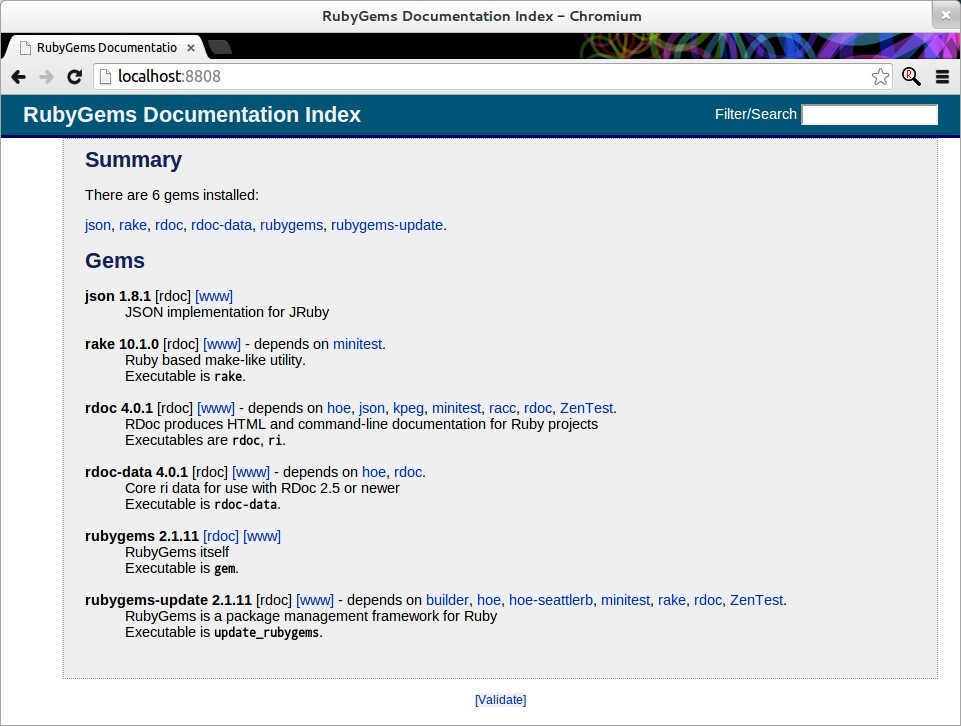 RubyGems Documentation Index - Chromium
RubyGems Documentatio
localhost:8808
RubyGems Documentation Index
Filter/Search
Summary
There are 6 gems installed:
json, rake, rdoc, rdoc-data, rubygems, rubygems-update.
Gems
json 1.8.1 [rdoc] [www]
JSON implementation for JRuby
rake 10.1.0 [rdoc] [www] - depends on minitest.
Ruby based make-like utility.
Executable is rake.
rdoc 4.0.1 [rdoc] [www] - depends on hoe, json, kpeg, minitest, racc, rdoc, ZenTest.
RDoc produces HTML and command-line documentation for Ruby projects
Executables are rdoc, ri.
rdoc-data 4.0.1 [rdoc] [www] - depends on hoe, rdoc.
Core ri data for use with RDoc 2.5 or newer
Executable is rdoc-data.
rubygems 2.1.11 [rdoc] [www]
RubyGems itself
Executable is gem.
rubygems-update 2.1.11 [rdoc] [www] - depends on builder, hoe, hoe-seattlerb, minitest, rake, rdoc, ZenTest.
RubyGems is a package management framework for Ruby
Executable is update_rubygems.
[Validate]